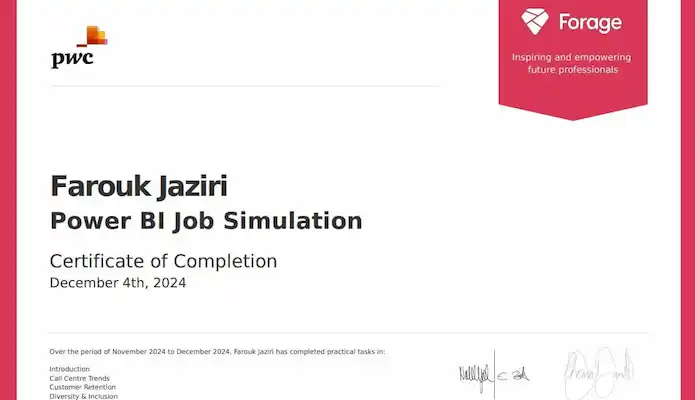 pwc
Forage
Inspiring and empowering
future professionals
Farouk Jaziri
Power BI Job Simulation
Certificate of Completion
December 4th, 2024
Over the period of November 2024 to December 2024, Farouk Jaziri has completed practical tasks in:
Introduction
Call Centre Trends
Customer Retention
Diversity & Inclusion